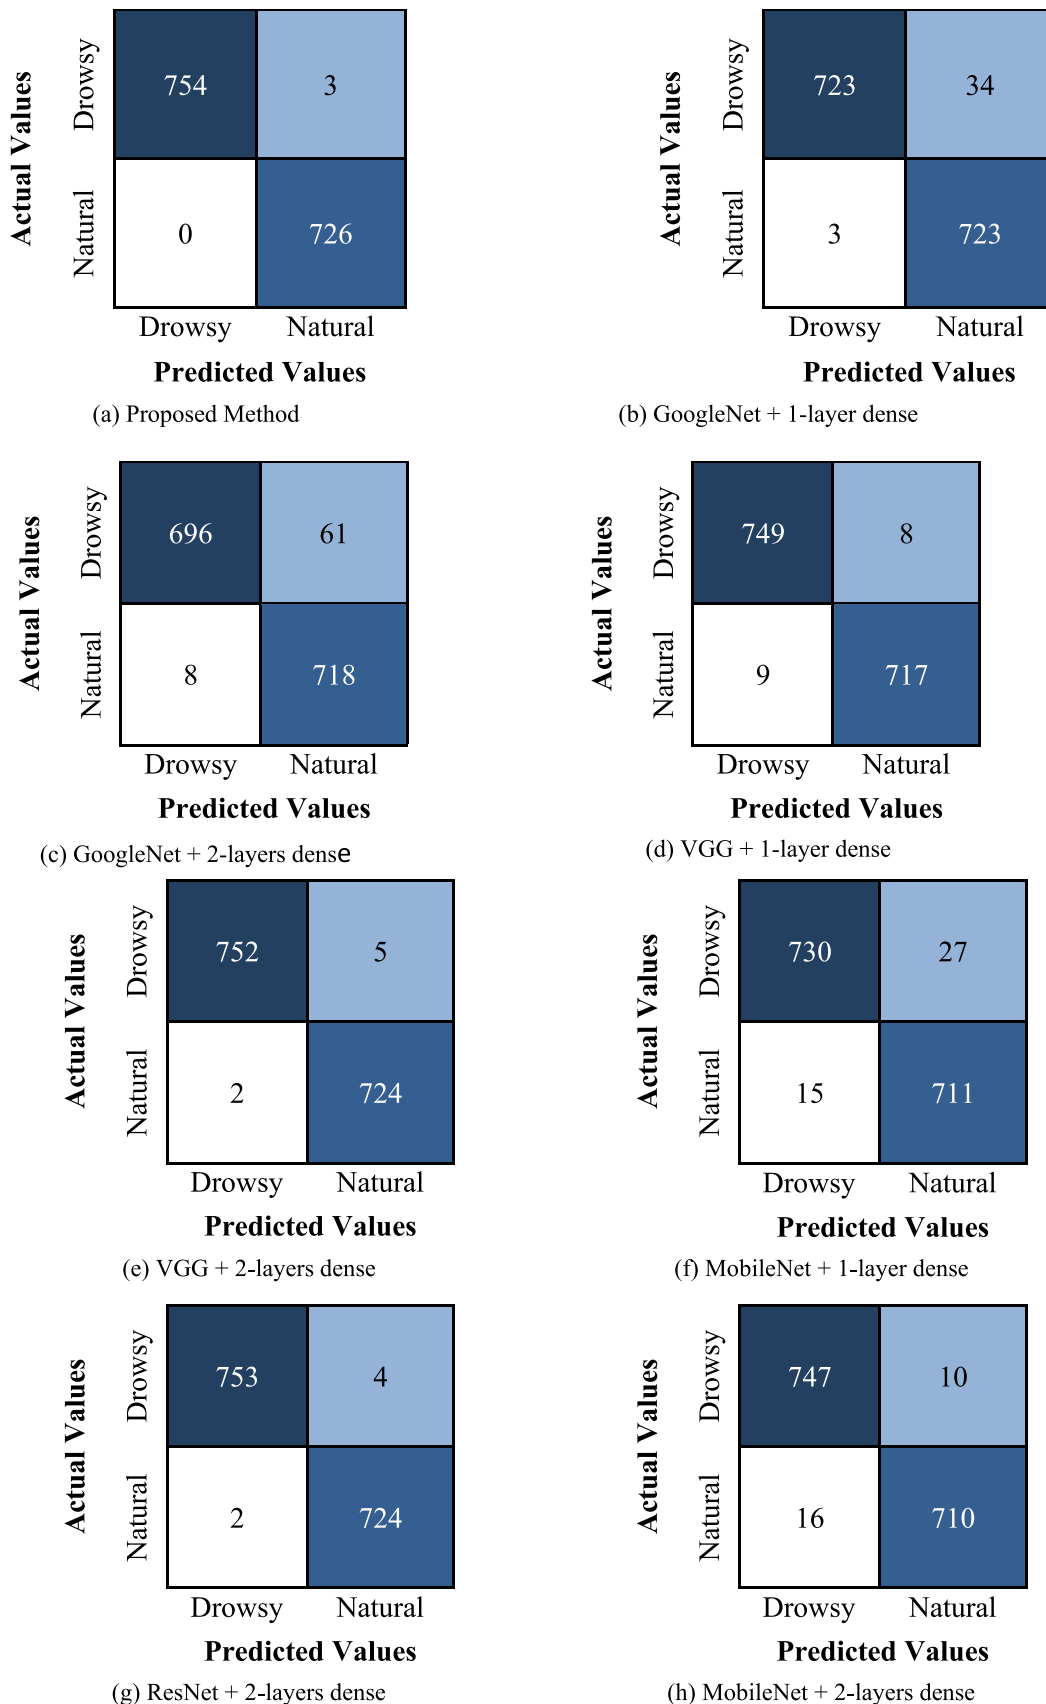 Actual Values
Drowsy
754 3
Natural
0 726
Drowsy Natural
Predicted Values
(a) Proposed Method
Actual Values
Drowsy
723 34
Natural
3 723
Drowsy Natural
Predicted Values
(b) GoogleNet + 1-layer dense
Actual Values
Drowsy
696 61
Natural
8 718
Drowsy Natural
Predicted Values
(c) GoogleNet + 2-layers dense
Actual Values
Drowsy
749 8
Natural
9 717
Drowsy Natural
Predicted Values
(d) VGG + 1-layer dense
Actual Values
Drowsy
752 5
Natural
2 724
Drowsy Natural
Predicted Values
(e) VGG + 2-layers dense
Actual Values
Drowsy
730 27
Natural
15 711
Drowsy Natural
Predicted Values
(f) MobileNet + 1-layer dense
Actual Values
Drowsy
753 4
Natural
2 724
Drowsy Natural
Predicted Values
(g) ResNet + 2-layers dense
Actual Values
Drowsy
747 10
Natural
16 710
Drowsy Natural
Predicted Values
(h) MobileNet + 2-layers dense